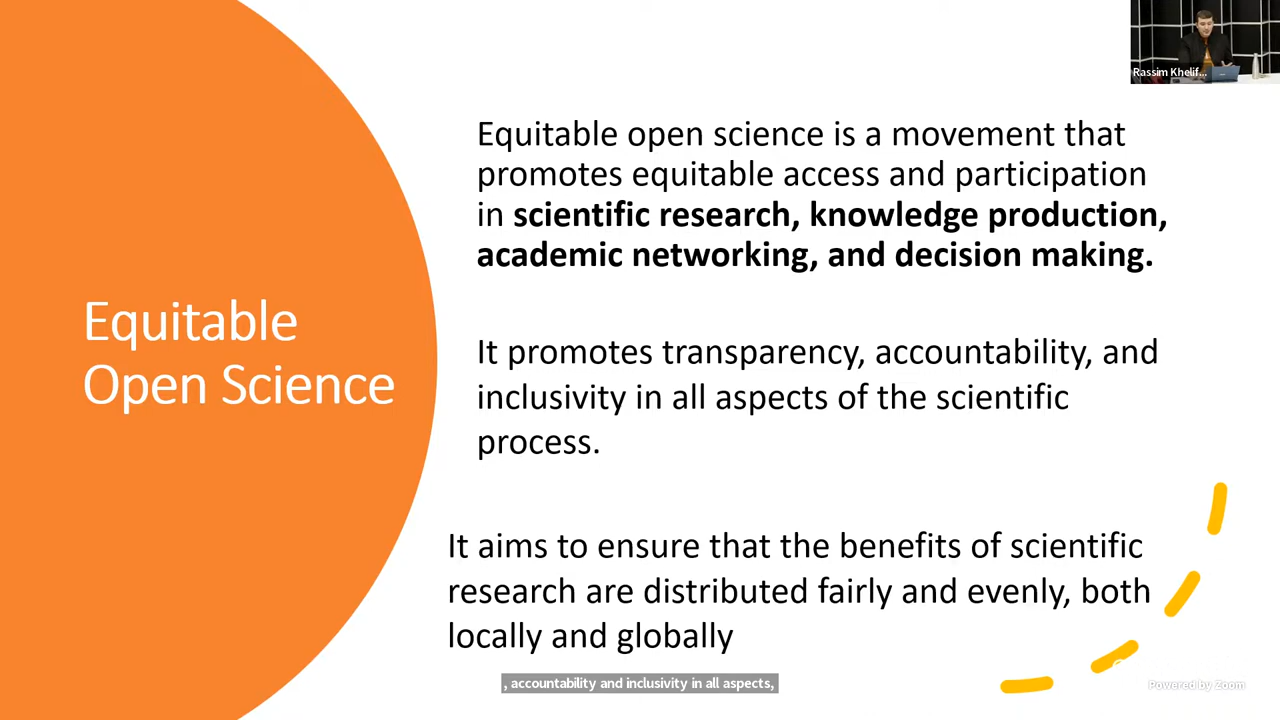 Rassim Khelif...
Equitable open science is a movement that
promotes equitable access and participation
in scientific research, knowledge production,
academic networking, and decision making.
Equitable
Open Science
It promotes transparency, accountability, and
inclusivity in all aspects of the scientific
process.
It aims to ensure that the benefits of scientific
research are distributed fairly and evenly, both
locally and globally
, accountability and inclusivity in all aspects,
Powered by Zoom